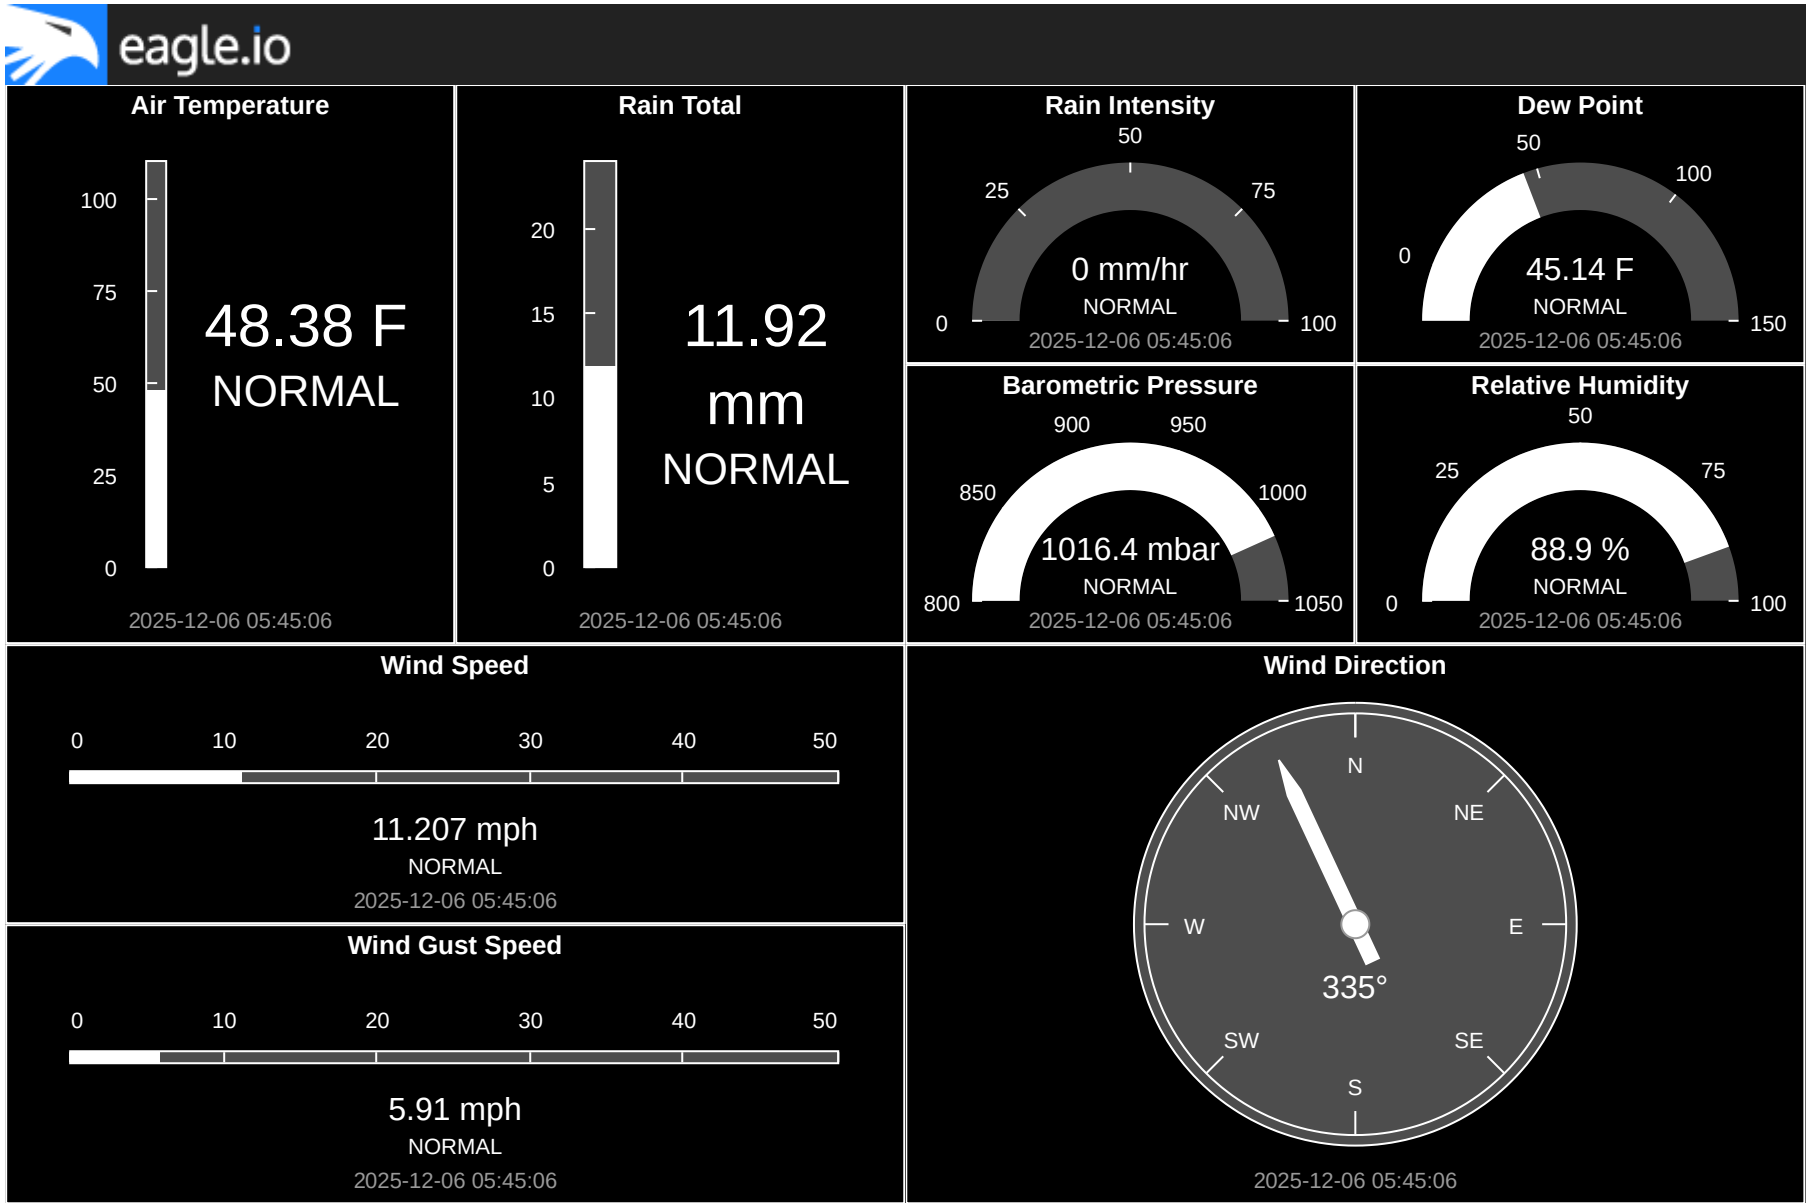 eagle.io
Air Temperature
100
75
50
25
0
48.38 F
NORMAL
2025-12-06 05:45:06
Rain Total
20
15
10
5
0
11.92
mm
NORMAL
2025-12-06 05:45:06
Rain Intensity
50
25
75
0
100
0 mm/hr
NORMAL
2025-12-06 05:45:06
Dew Point
50
100
0
150
45.14 F
NORMAL
2025-12-06 05:45:06
Barometric Pressure
900
950
850
1000
800
1050
1016.4 mbar
NORMAL
2025-12-06 05:45:06
Relative Humidity
50
25
75
0
100
88.9 %
NORMAL
2025-12-06 05:45:06
Wind Speed
0 10 20 30 40 50
11.207 mph
NORMAL
2025-12-06 05:45:06
Wind Gust Speed
0 10 20 30 40 50
5.91 mph
NORMAL
2025-12-06 05:45:06
Wind Direction
N
NW NE
W E
335°
SW SE
S
2025-12-06 05:45:06